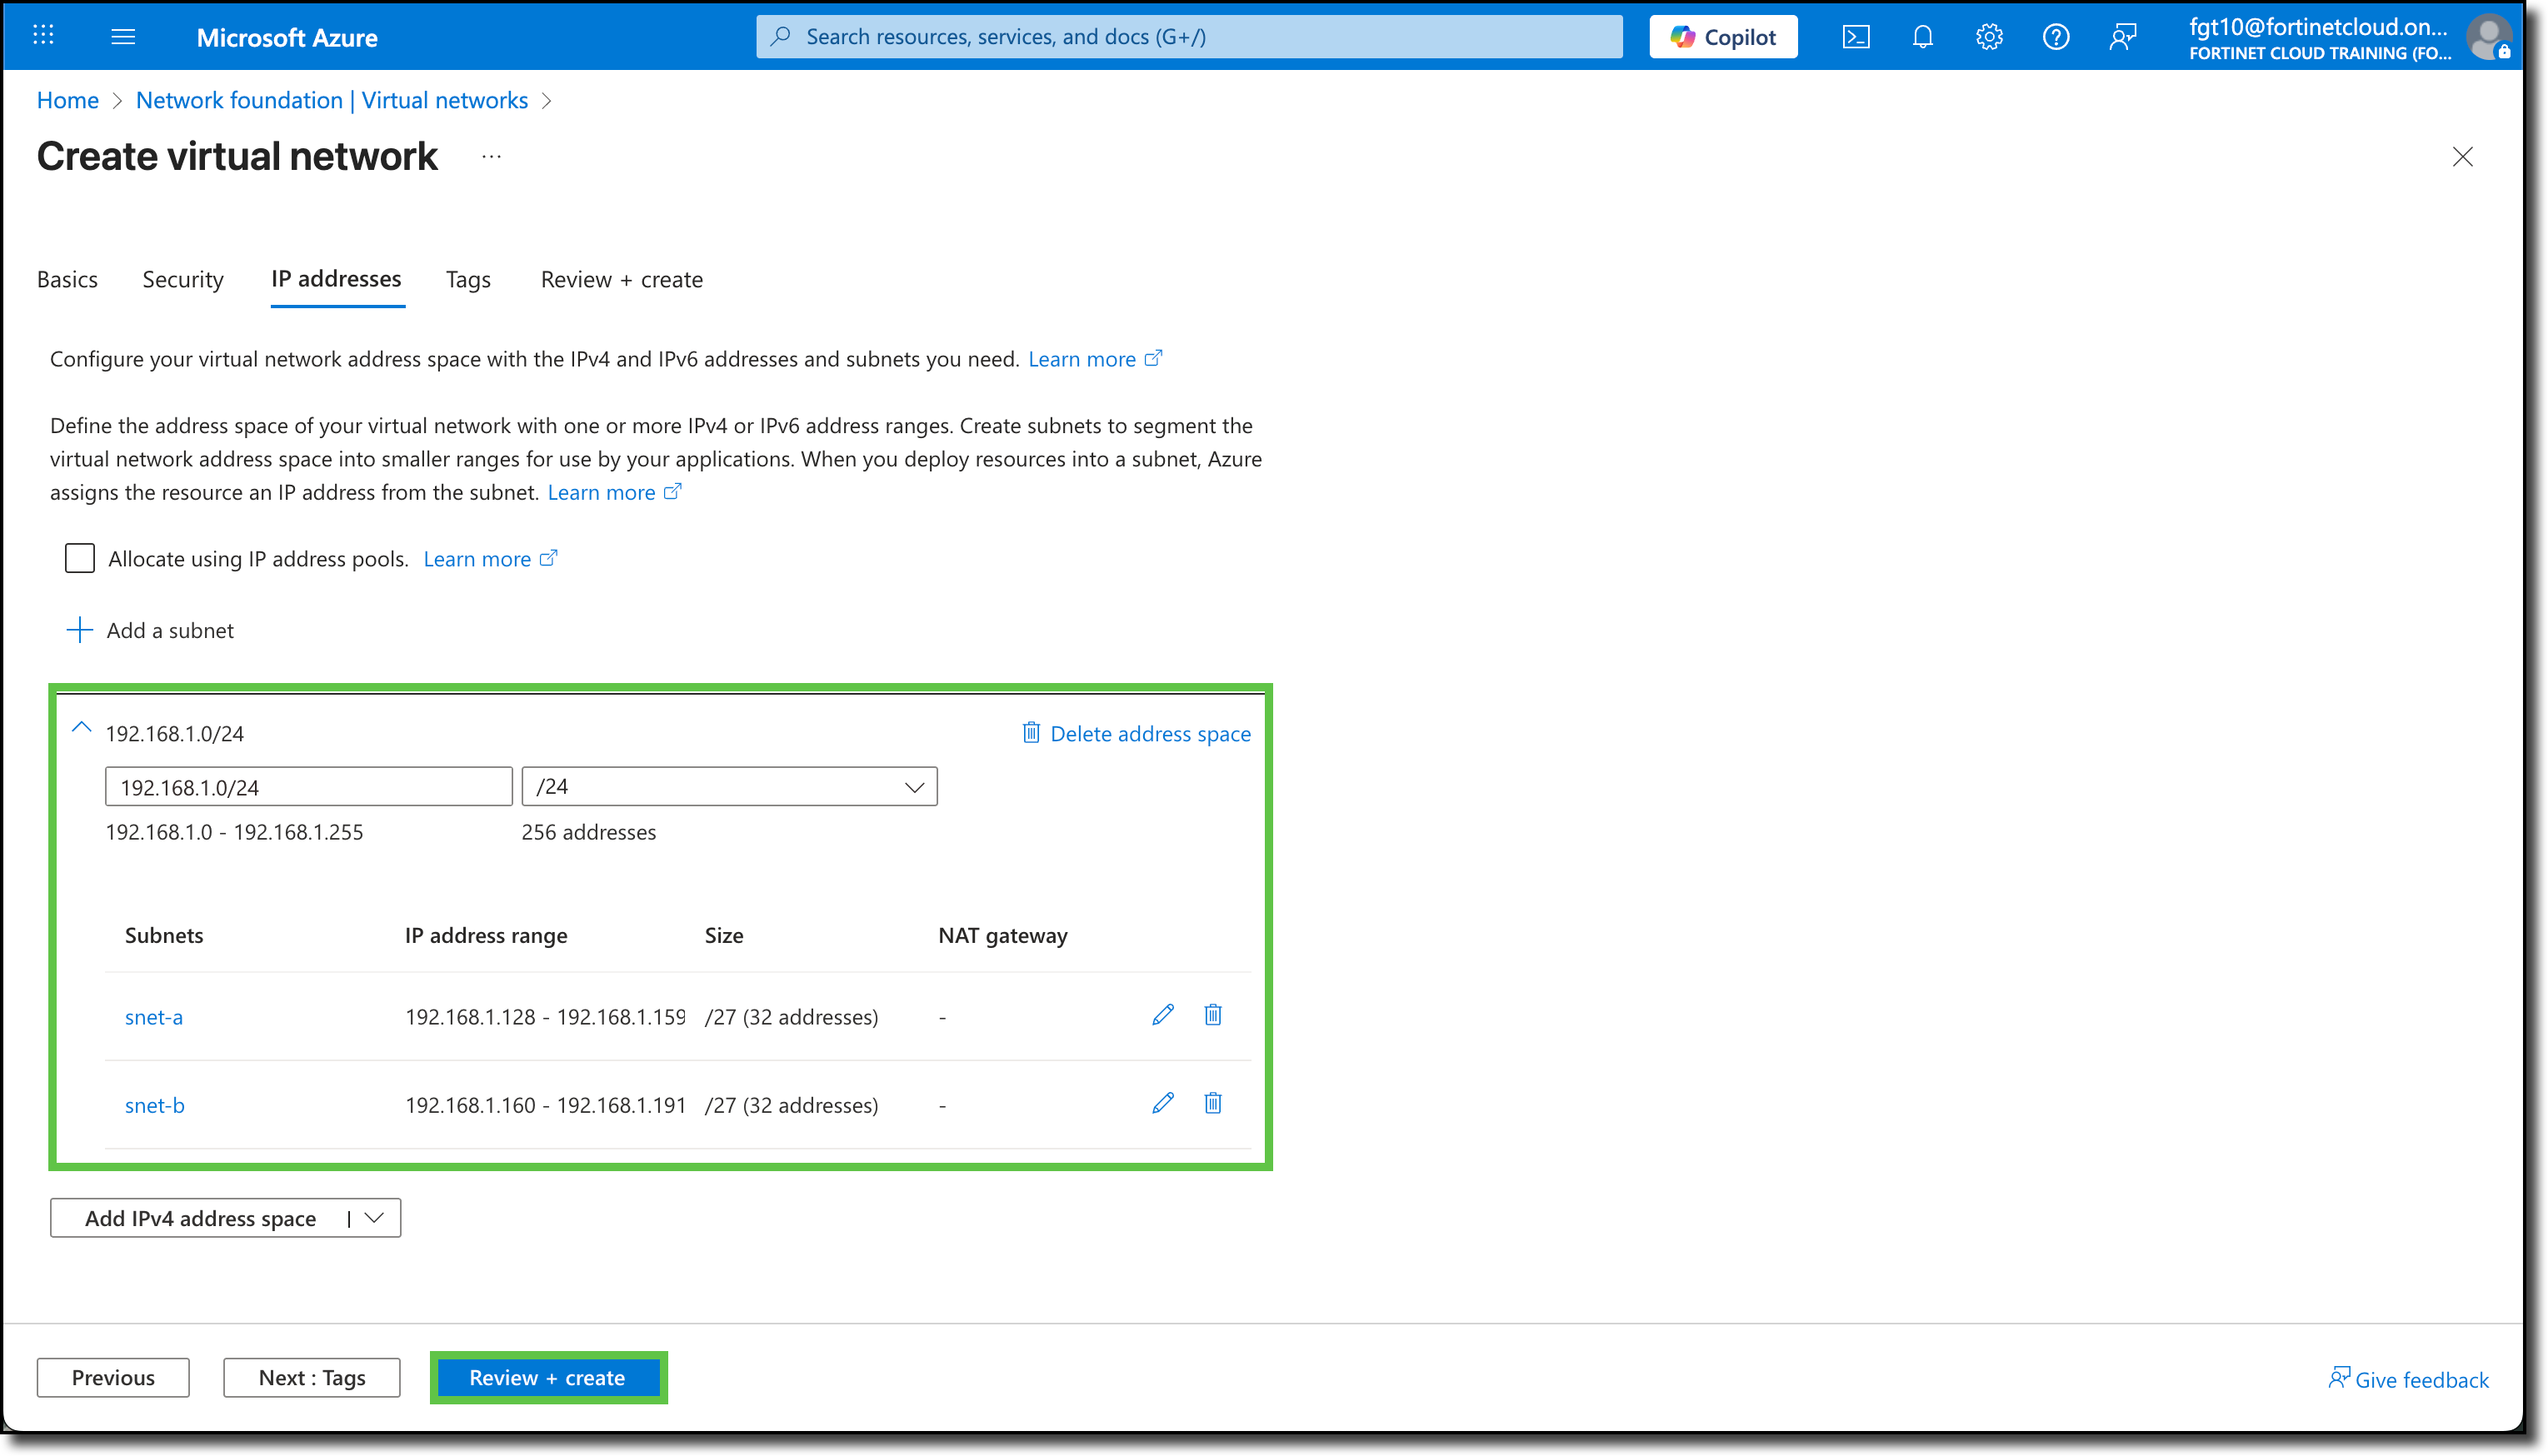 Microsoft Azure
Search resources, services, and docs (G+/)
Copilot
fgt10@fortinetcloud.on...
FORTINET CLOUD TRAINING (FO...
Home > Network foundation | Virtual networks >
Create virtual network ...
Basics Security IP addresses Tags Review + create
Configure your virtual network address space with the IPv4 and IPv6 addresses and subnets you need. Learn more
Define the address space of your virtual network with one or more IPv4 or IPv6 address ranges. Create subnets to segment the
virtual network address space into smaller ranges for use by your applications. When you deploy resources into a subnet, Azure
assigns the resource an IP address from the subnet. Learn more
Allocate using IP address pools. Learn more
Add a subnet
192.168.1.0/24 Delete address space
192.168.1.0/24 /24
192.168.1.0 - 192.168.1.255 256 addresses
Subnets IP address range Size NAT gateway
snet-a 192.168.1.128 - 192.168.1.159 /27 (32 addresses) -
snet-b 192.168.1.160 - 192.168.1.191 /27 (32 addresses) -
Add IPv4 address space |
Previous Next : Tags Review + create Give feedback